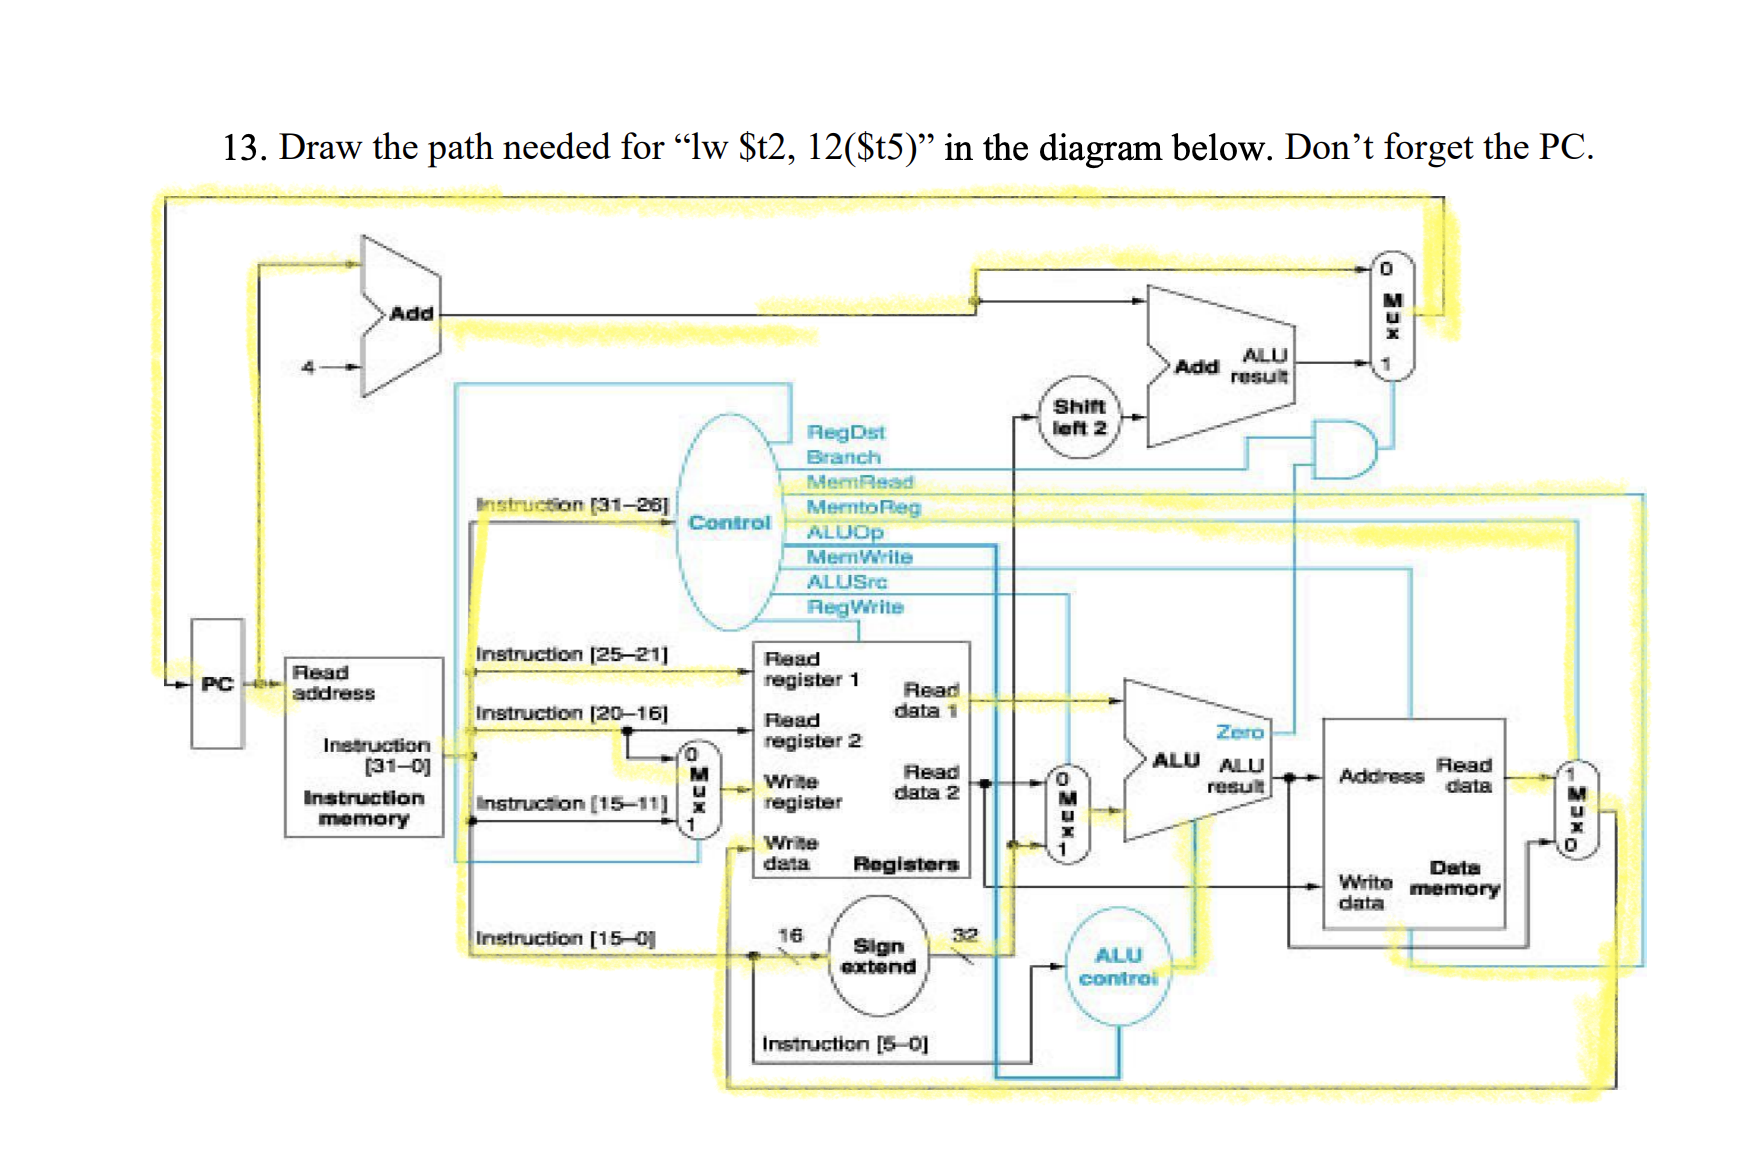 13. Draw the path needed for “lw $t2, 12($t5)” in the diagram below. Don’t forget the PC.
0
M
u
x
1
Add
4
Add
ALU
result
Shift
left 2
RegDst
Branch
MemRead
MemtoReg
ALUOp
MemWrite
ALUSrc
RegWrite
Control
Instruction [31–26]
Instruction [25–21]
Instruction [20–16]
Instruction [15–11]
Instruction [15–0]
Instruction [5–0]
PC
Read
address
Instruction
[31–0]
Instruction
memory
0
M
u
x
1
Read
register 1
Read
register 2
Write
register
Write
data
Read
data 1
Read
data 2
Registers
16
Sign
extend
32
0
M
u
x
1
Zero
ALU
ALU
result
ALU
control
Address
Read
data
Write
data
Data
memory
1
M
u
x
0